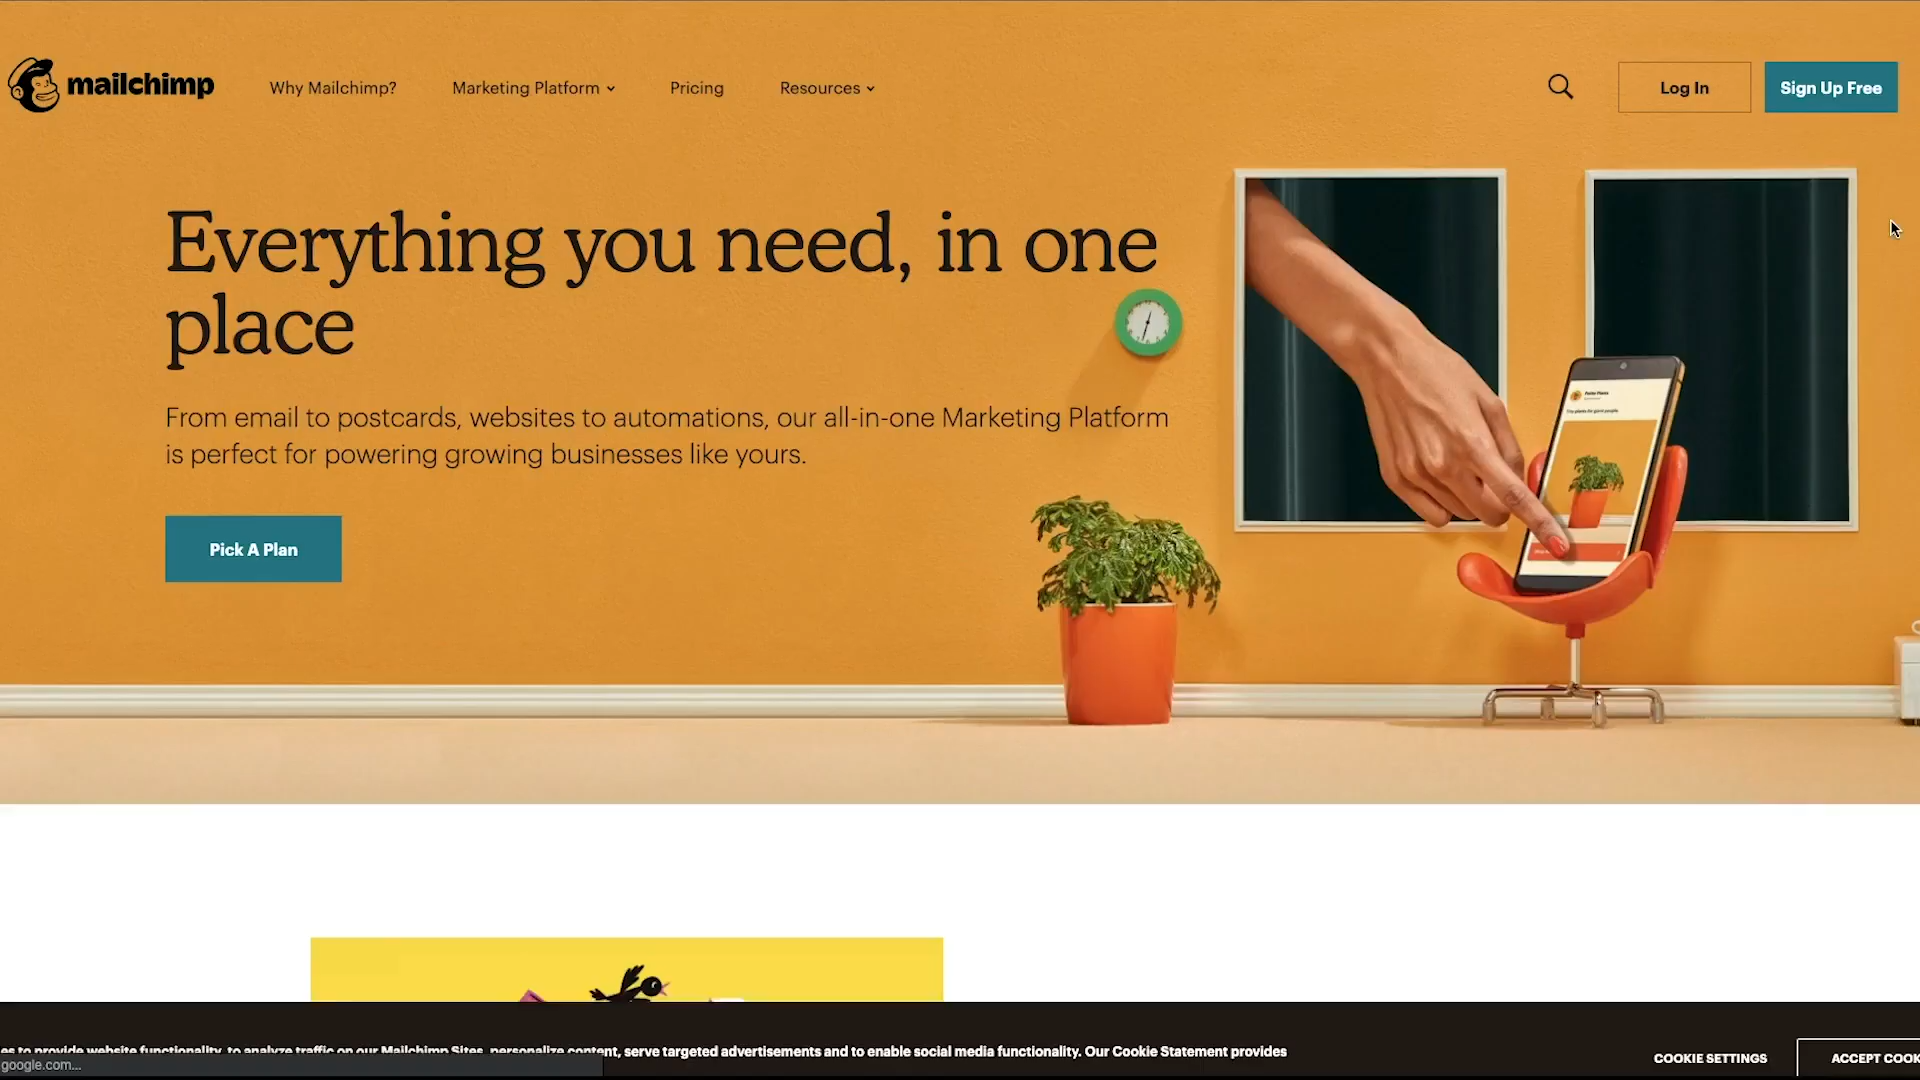 mailchimp
Why Mailchimp?
Marketing Platform
Pricing
Resources
Log In
Sign Up Free
Everything you need, in one
place
From email to postcards, websites to automations, our all-in-one Marketing Platform
is perfect for powering growing businesses like yours.
Pick A Plan
es to provide website functionality, to analyze traffic on our Mailchimp Sites, personalize content, serve targeted advertisements and to enable social media functionality. Our Cookie Statement provides
google.com...
COOKIE SETTINGS
ACCEPT COOK